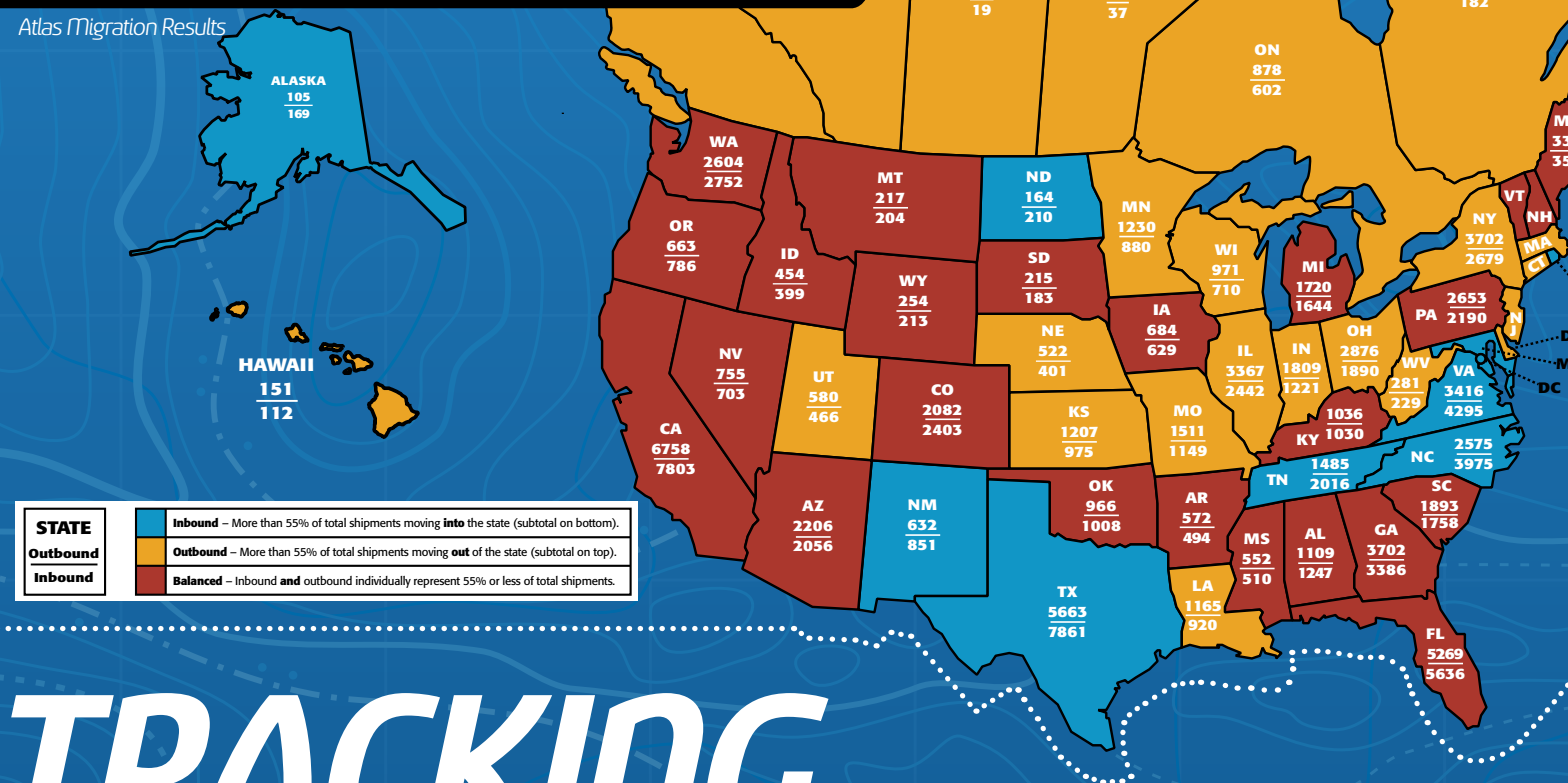 Atlas Migration Results
19
37
182
ALASKA
105
169
ON
878
602
WA
2604
2752
MT
217
204
ND
164
210
MN
1230
880
OR
663
786
ID
454
399
WY
254
213
SD
215
183
WI
971
710
MI
1720
1644
NY
3702
2679
VT
NH
MA
CT
HAWAII
151
112
NV
755
703
UT
580
466
CO
2082
2403
NE
522
401
IA
684
629
IL
3367
2442
IN
1809
1221
OH
2876
1890
PA
2653
2190
NJ
WV
281
229
VA
3416
4295
DC
CA
6758
7803
KS
1207
975
MO
1511
1149
KY
1036
1030
TN
1485
2016
NC
2575
3975
AZ
2206
2056
NM
632
851
OK
966
1008
AR
572
494
MS
552
510
AL
1109
1247
GA
3702
3386
SC
1893
1758
TX
5663
7861
LA
1165
920
FL
5269
5636
STATE
Outbound
Inbound
Inbound – More than 55% of total shipments moving into the state (subtotal on bottom).
Outbound – More than 55% of total shipments moving out of the state (subtotal on top).
Balanced – Inbound and outbound individually represent 55% or less of total shipments.
TRACKING